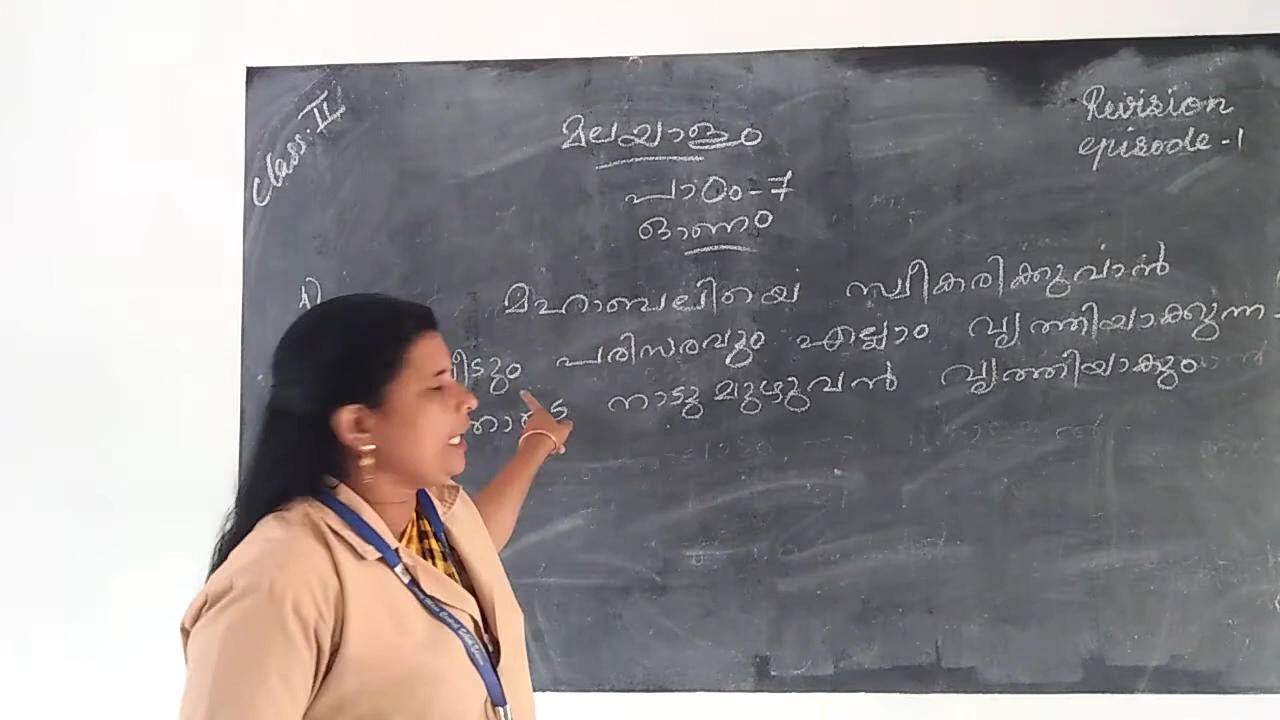 Class: II
മലയാളം
Revision
episode - 1
പാഠം - 7
ഓണം
A)
മഹാബലിയെ സ്വീകരിക്കുവാൻ
പരിസരവും എല്ലാം വൃത്തിയാക്കുന്ന-
നാടു മുഴുവൻ വൃത്തിയാക്കും